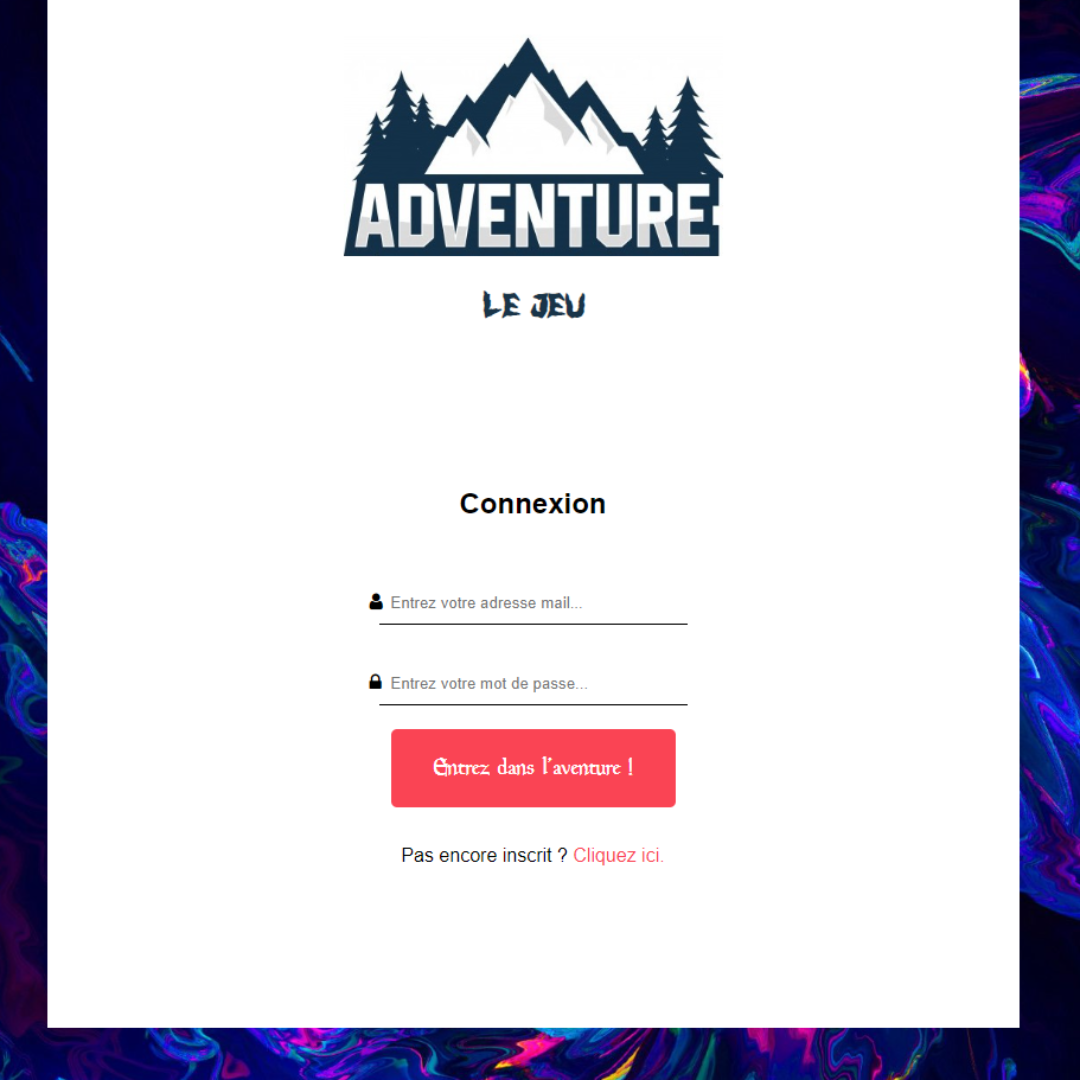 ADVENTURE
LE JEU
Connexion
Entrez votre adresse mail...
Entrez votre mot de passe...
Entrez dans l'aventure !
Pas encore inscrit ? Cliquez ici.